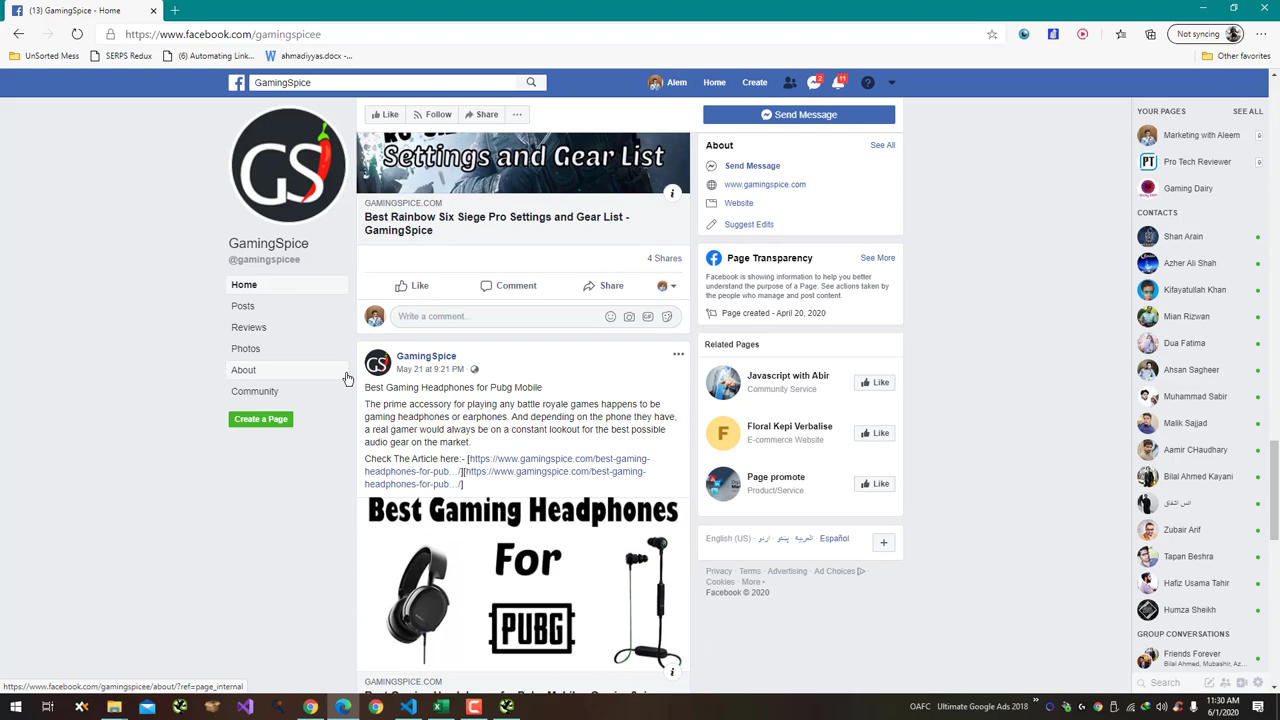 (13) GamingSpice - Home
https://www.facebook.com/gamingspicee
Not syncing
UnSorted Mess
SERPS Redux
(6) Automating Link...
ahmadiyyas.docx -...
Other favorites
GamingSpice
Alem
Home
Create
2
11
Like
Follow
Share
Send Message
YOUR PAGES
SEE ALL
Marketing with Aleem
Pro Tech Reviewer
Gaming Dairy
CONTACTS
Shan Arain
Azher Ali Shah
Kifayatullah Khan
Mian Rizwan
Dua Fatima
Ahsan Sagheer
Muhammad Sabir
Malik Sajjad
Aamir CHaudhary
Bilal Ahmed Kayani
انس اشفاق
Zubair Arif
Tapan Beshra
Hafiz Usama Tahir
Humza Sheikh
GROUP CONVERSATIONS
Friends Forever
Bilal Ahmed, Mubashir, Az...
Search
GS
GamingSpice
@gamingspicee
Home
Posts
Reviews
Photos
About
Community
Create a Page
Settings and Gear List
GAMINGSPICE.COM
Best Rainbow Six Siege Pro Settings and Gear List -
GamingSpice
4 Shares
Like
Comment
Share
Write a comment...
GamingSpice
May 21 at 9:21 PM
Best Gaming Headphones for Pubg Mobile
The prime accessory for playing any battle royale games happens to be
gaming headphones or earphones. And depending on the phone they have,
a real gamer would always be on a constant lookout for the best possible
audio gear on the market.
Check The Article here:- [https://www.gamingspice.com/best-gaming-
headphones-for-pub…/][https://www.gamingspice.com/best-gaming-
headphones-for-pub…/]
Best Gaming Headphones
For
PUBG
About
See All
Send Message
www.gamingspice.com
Website
Suggest Edits
Page Transparency
See More
Facebook is showing information to help you better
understand the purpose of a Page. See actions taken by
the people who manage and post content.
Page created - April 20, 2020
Related Pages
Javascript with Abir
Community Service
Like
Floral Kepi Verbalise
E-commerce Website
Like
Page promote
Product/Service
Like
English (US) · اردو · پښتو · العربية · Español
Privacy · Terms · Advertising · Ad Choices ·
Cookies · More
Facebook © 2020
https://www.facebook.com/gamingspicee/about/?ref=page_internal
OAFC
Ultimate Google Ads 2018
11:30 AM
6/1/2020